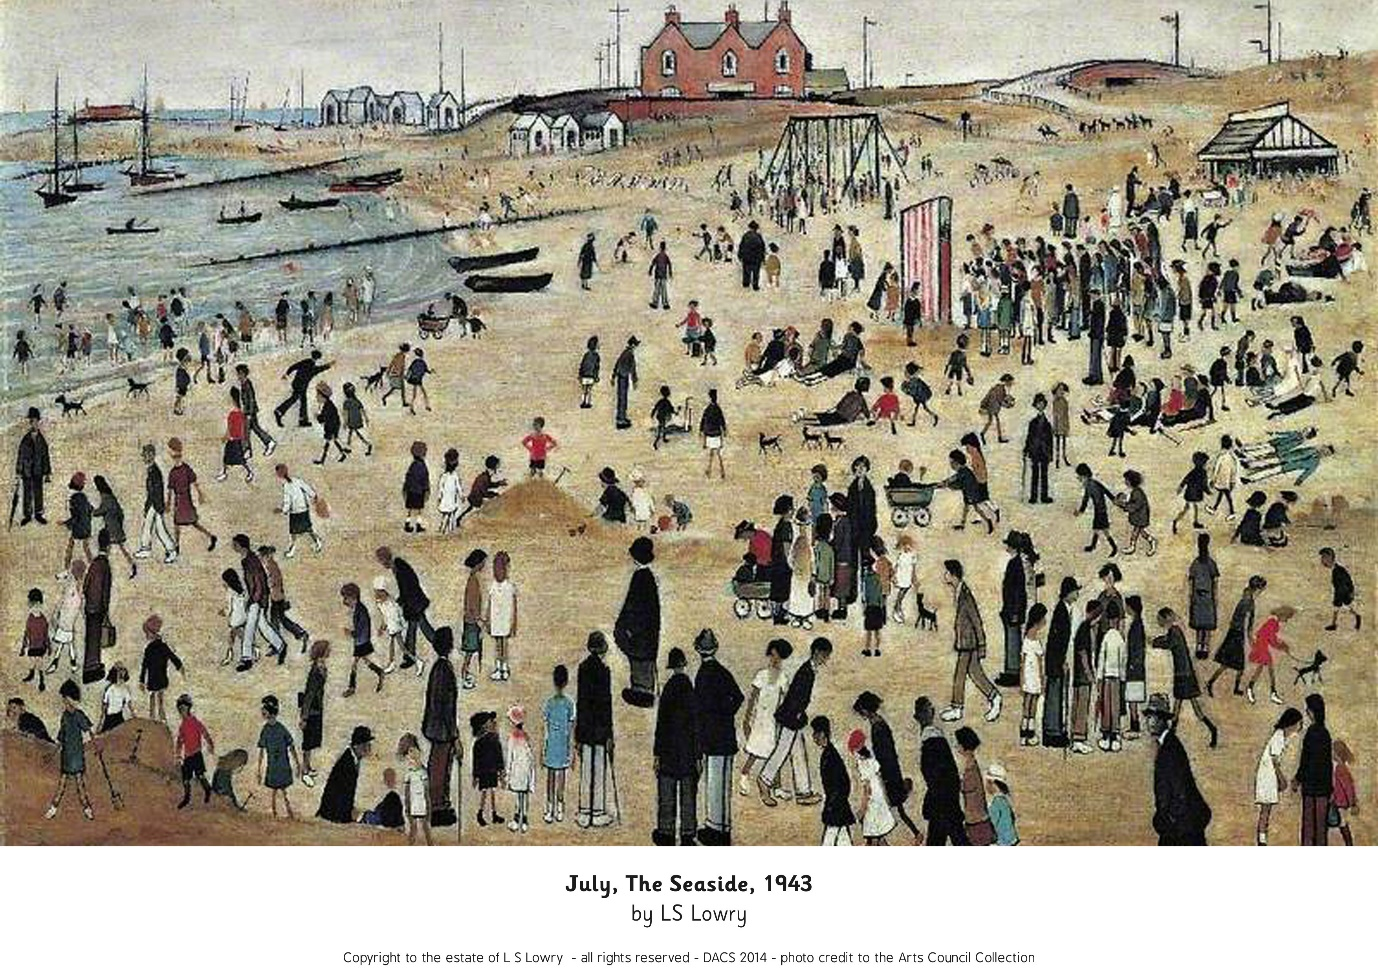 July, The Seaside, 1943
by LS Lowry
Copyright to the estate of L S Lowry - all rights reserved - DACS 2014 - photo credit to the Arts Council Collection